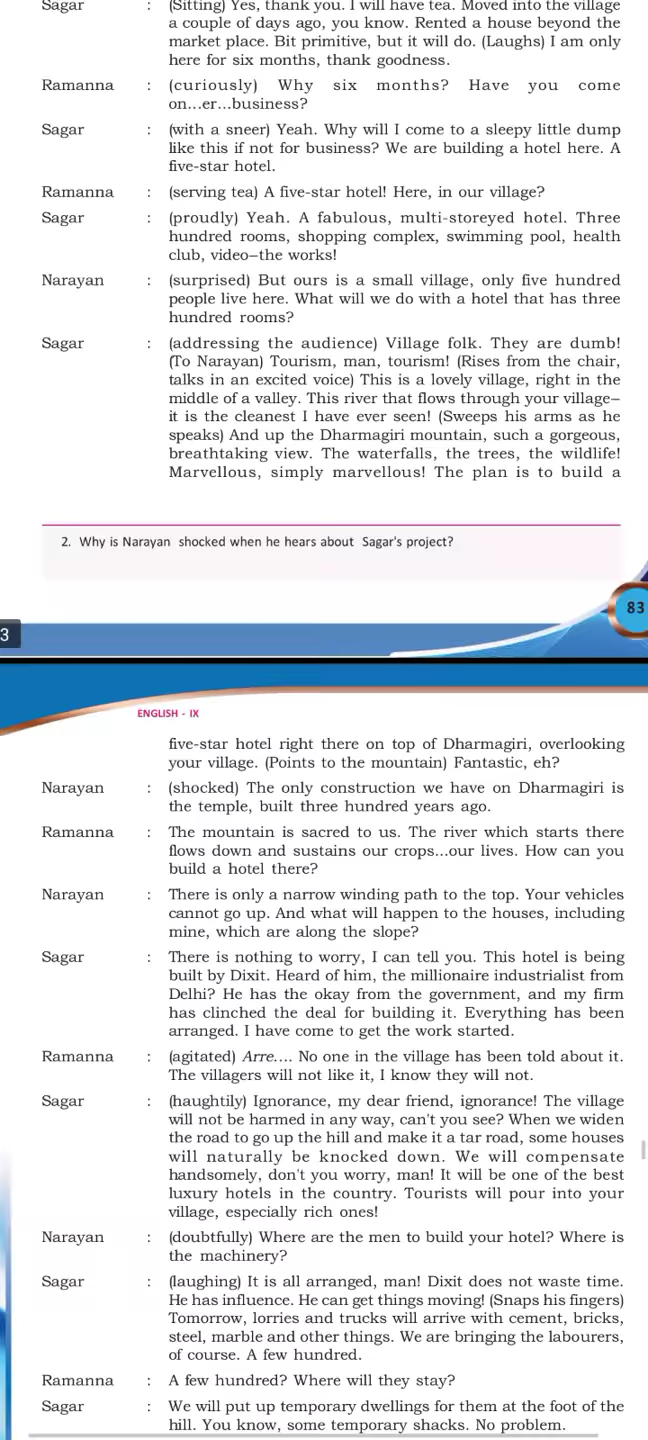 Sagar : (Sitting) Yes, thank you. I will have tea. Moved into the village
a couple of days ago, you know. Rented a house beyond the
market place. Bit primitive, but it will do. (Laughs) I am only
here for six months, thank goodness.
Ramanna : (curiously) Why six months? Have you come
on...er...business?
Sagar : (with a sneer) Yeah. Why will I come to a sleepy little dump
like this if not for business? We are building a hotel here. A
five-star hotel.
Ramanna : (serving tea) A five-star hotel! Here, in our village?
Sagar : (proudly) Yeah. A fabulous, multi-storeyed hotel. Three
hundred rooms, shopping complex, swimming pool, health
club, video–the works!
Narayan : (surprised) But ours is a small village, only five hundred
people live here. What will we do with a hotel that has three
hundred rooms?
Sagar : (addressing the audience) Village folk. They are dumb!
(To Narayan) Tourism, man, tourism! (Rises from the chair,
talks in an excited voice) This is a lovely village, right in the
middle of a valley. This river that flows through your village–
it is the cleanest I have ever seen! (Sweeps his arms as he
speaks) And up the Dharmagiri mountain, such a gorgeous,
breathtaking view. The waterfalls, the trees, the wildlife!
Marvellous, simply marvellous! The plan is to build a
2. Why is Narayan shocked when he hears about Sagar's project?
83
3
ENGLISH - IX
five-star hotel right there on top of Dharmagiri, overlooking
your village. (Points to the mountain) Fantastic, eh?
Narayan : (shocked) The only construction we have on Dharmagiri is
the temple, built three hundred years ago.
Ramanna : The mountain is sacred to us. The river which starts there
flows down and sustains our crops...our lives. How can you
build a hotel there?
Narayan : There is only a narrow winding path to the top. Your vehicles
cannot go up. And what will happen to the houses, including
mine, which are along the slope?
Sagar : There is nothing to worry, I can tell you. This hotel is being
built by Dixit. Heard of him, the millionaire industrialist from
Delhi? He has the okay from the government, and my firm
has clinched the deal for building it. Everything has been
arranged. I have come to get the work started.
Ramanna : (agitated) Arre.... No one in the village has been told about it.
The villagers will not like it, I know they will not.
Sagar : (haughtily) Ignorance, my dear friend, ignorance! The village
will not be harmed in any way, can't you see? When we widen
the road to go up the hill and make it a tar road, some houses
will naturally be knocked down. We will compensate
handsomely, don't you worry, man! It will be one of the best
luxury hotels in the country. Tourists will pour into your
village, especially rich ones!
Narayan : (doubtfully) Where are the men to build your hotel? Where is
the machinery?
Sagar : (laughing) It is all arranged, man! Dixit does not waste time.
He has influence. He can get things moving! (Snaps his fingers)
Tomorrow, lorries and trucks will arrive with cement, bricks,
steel, marble and other things. We are bringing the labourers,
of course. A few hundred.
Ramanna : A few hundred? Where will they stay?
Sagar : We will put up temporary dwellings for them at the foot of the
hill. You know, some temporary shacks. No problem.